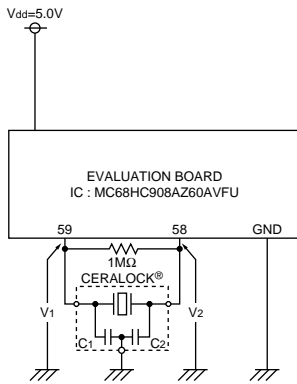 Vdd=5.0V
EVALUATION BOARD
IC : MC68HC908AZ60AVFU
59
58
GND
1MΩ
CERALOCK®
V1
V2
C1
C2